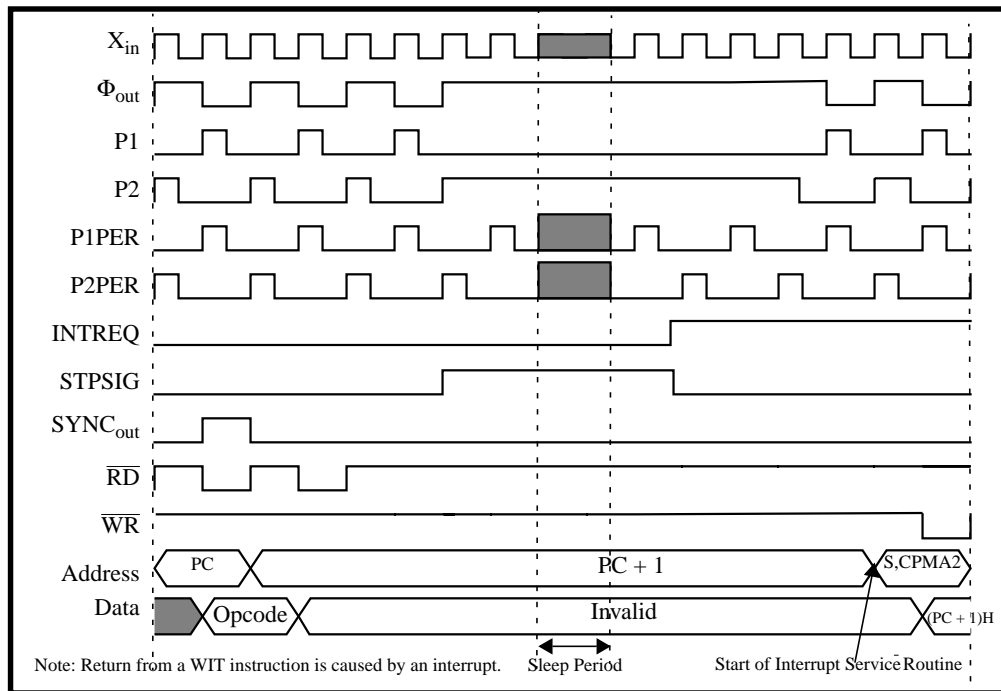 Xin
Φout
P1
P2
P1PER
P2PER
INTREQ
STPSIG
SYNCout
RD
WR
Address PC PC + 1 S,CPMA2
Data Opcode Invalid (PC + 1)H
Note: Return from a WIT instruction is caused by an interrupt. Sleep Period Start of Interrupt Service Routine